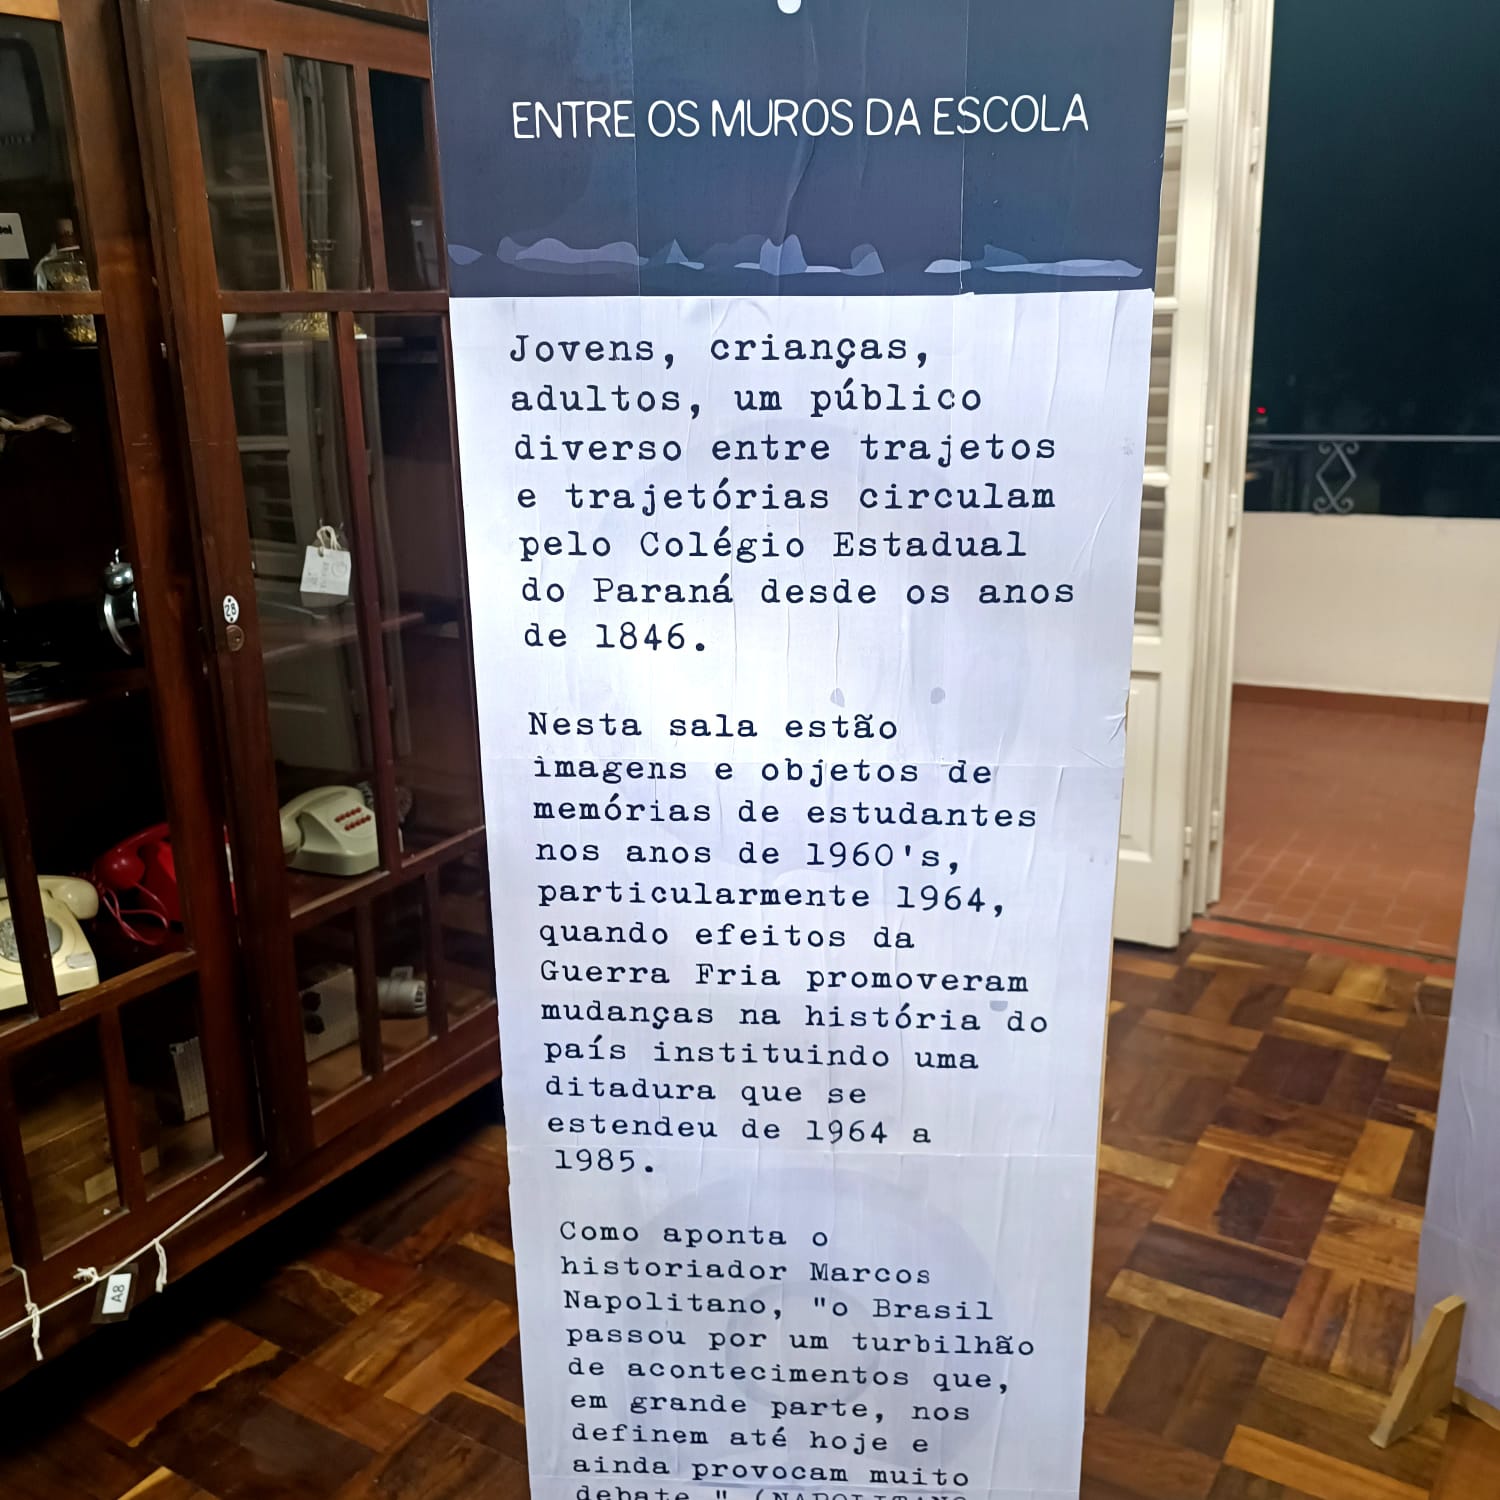 ENTRE OS MUROS DA ESCOLA
Jovens, crianças,
adultos, um público
diverso entre trajetos
e trajetórias circulam
pelo Colégio Estadual
do Paraná desde os anos
de 1846.
Nesta sala estão
imagens e objetos de
memórias de estudantes
nos anos de 1960's,
particularmente 1964,
quando efeitos da
Guerra Fria promoveram
mudanças na história do
país instituindo uma
ditadura que se
estendeu de 1964 a
1985.
Como aponta o
historiador Marcos
Napolitano, "o Brasil
passou por um turbilhão
de acontecimentos que,
em grande parte, nos
definem até hoje e
ainda provocam muito
debate." (NAPOLITANO
28
A8